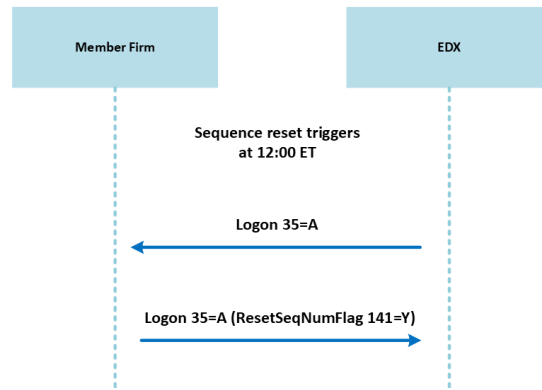 Member Firm
EDX
Sequence reset triggers
at 12:00 ET
Logon 35=A
Logon 35=A (ResetSeqNumFlag 141=Y)